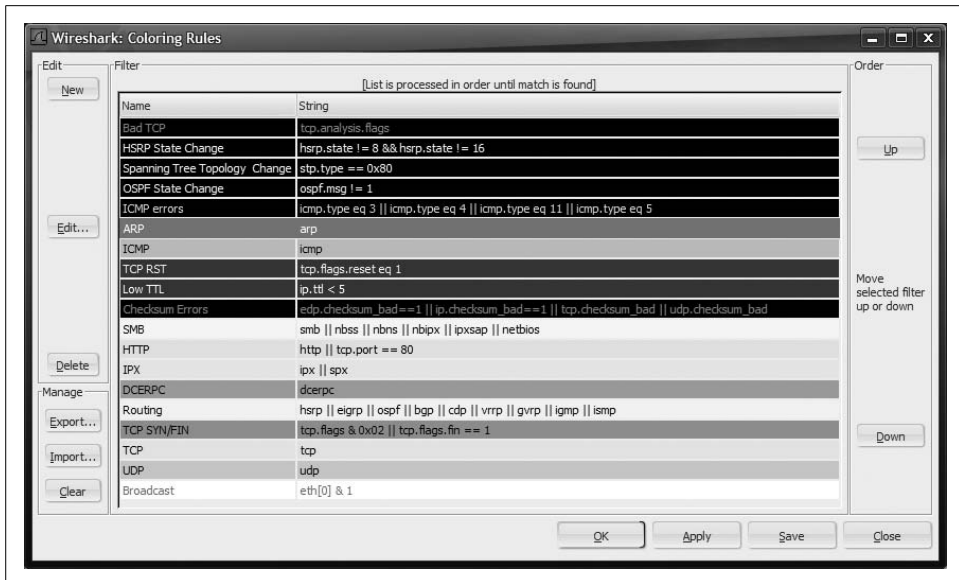 Wireshark: Coloring Rules
Edit
New
Edit...
Delete
Manage
Export...
Import...
Clear
Filter
[List is processed in order until match is found]
Name String
Bad TCP tcp.analysis.flags
HSRP State Change hsrp.state != 8 && hsrp.state != 16
Spanning Tree Topology Change stp.type == 0x80
OSPF State Change ospf.msg != 1
ICMP errors icmp.type eq 3 || icmp.type eq 4 || icmp.type eq 11 || icmp.type eq 5
ARP arp
ICMP icmp
TCP RST tcp.flags.reset eq 1
Low TTL ip.ttl < 5
Checksum Errors edp.checksum_bad==1 || ip.checksum_bad==1 || tcp.checksum_bad || udp.checksum_bad
SMB smb || nbss || nbns || nbipx || ipxsap || netbios
HTTP http || tcp.port == 80
IPX ipx || spx
DCERPC dcerpc
Routing hsrp || eigrp || ospf || bgp || cdp || vrrp || gvrp || igmp || ismp
TCP SYN/FIN tcp.flags & 0x02 || tcp.flags.fin == 1
TCP tcp
UDP udp
Broadcast eth[0] & 1
Order
Up
Move
selected filter
up or down
Down
OK Apply Save Close